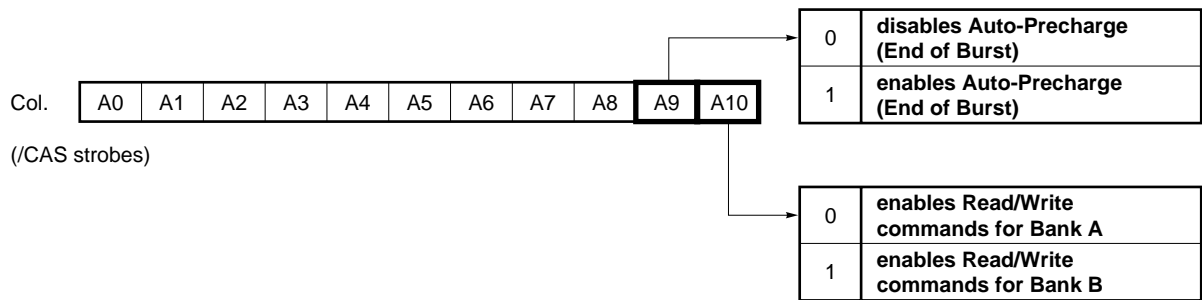 0 disables Auto-Precharge
(End of Burst)
1 enables Auto-Precharge
(End of Burst)
Col. A0 A1 A2 A3 A4 A5 A6 A7 A8 A9 A10
(/CAS strobes)
0 enables Read/Write
commands for Bank A
1 enables Read/Write
commands for Bank B